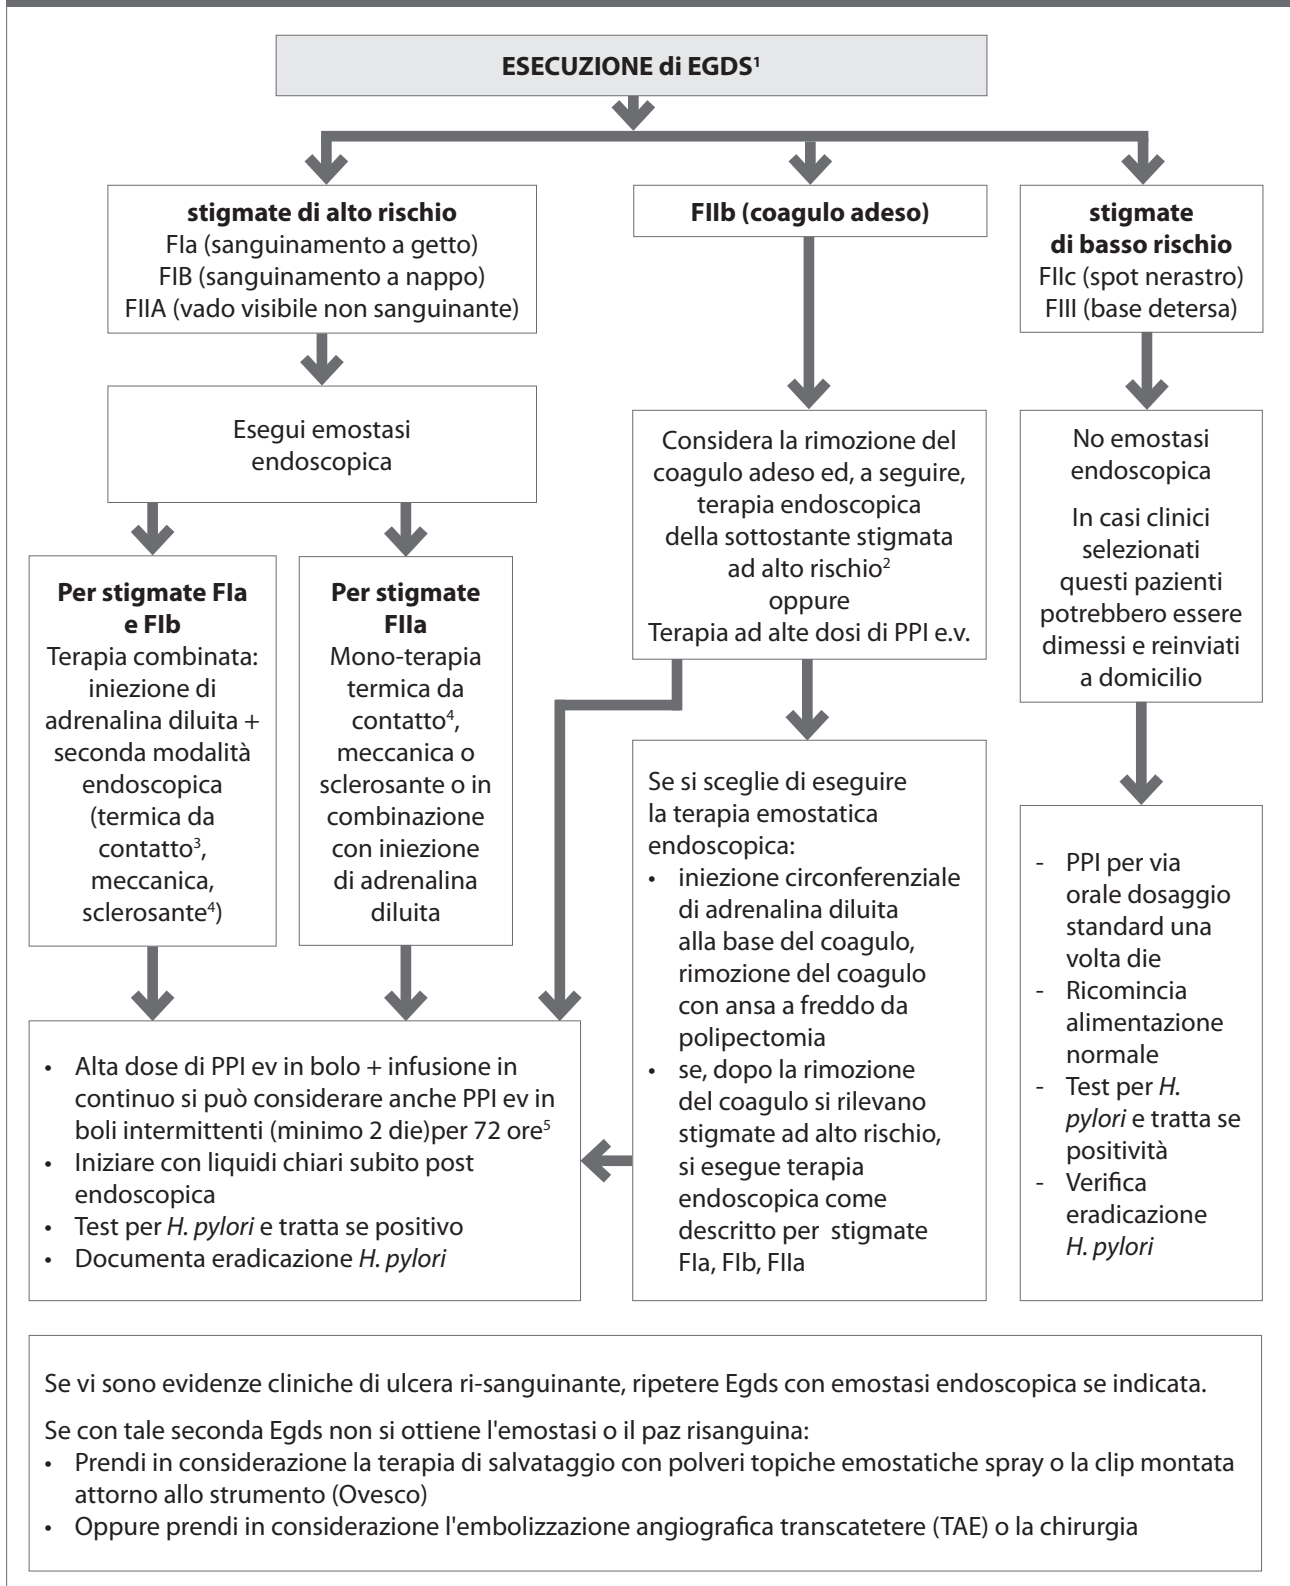 ESECUZIONE di EGDS¹
stigmate di alto rischio
FIa (sanguinamento a getto)
FIB (sanguinamento a nappo)
FIIA (vado visibile non sanguinante)
FIIb (coagulo adeso)
stigmate
di basso rischio
FIIc (spot nerastro)
FIII (base detersa)
Esegui emostasi
endoscopica
Considera la rimozione del
coagulo adeso ed, a seguire,
terapia endoscopica
della sottostante stigmata
ad alto rischio²
oppure
Terapia ad alte dosi di PPI e.v.
No emostasi
endoscopica
In casi clinici
selezionati
questi pazienti
potrebbero essere
dimessi e reinviati
a domicilio
Per stigmate FIa
e FIb
Terapia combinata:
iniezione di
adrenalina diluita +
seconda modalità
endoscopica
(termica da
contatto³,
meccanica,
sclerosante⁴)
Per stigmate
FIIa
Mono-terapia
termica da
contatto⁴,
meccanica o
sclerosante o in
combinazione
con iniezione
di adrenalina
diluita
Se si sceglie di eseguire
la terapia emostatica
endoscopica:
• iniezione circonferenziale
di adrenalina diluita
alla base del coagulo,
rimozione del coagulo
con ansa a freddo da
polipectomia
• se, dopo la rimozione
del coagulo si rilevano
stigmate ad alto rischio,
si esegue terapia
endoscopica come
descritto per stigmate
FIa, FIb, FIIa
- PPI per via
orale dosaggio
standard una
volta die
- Ricomincia
alimentazione
normale
- Test per H.
pylori e tratta se
positività
- Verifica
eradicazione
H. pylori
• Alta dose di PPI ev in bolo + infusione in
continuo si può considerare anche PPI ev in
boli intermittenti (minimo 2 die)per 72 ore⁵
• Iniziare con liquidi chiari subito post
endoscopica
• Test per H. pylori e tratta se positivo
• Documenta eradicazione H. pylori
Se vi sono evidenze cliniche di ulcera ri-sanguinante, ripetere Egds con emostasi endoscopica se indicata.
Se con tale seconda Egds non si ottiene l'emostasi o il paz risanguina:
• Prendi in considerazione la terapia di salvataggio con polveri topiche emostatiche spray o la clip montata
attorno allo strumento (Ovesco)
• Oppure prendi in considerazione l'embolizzazione angiografica transcatetere (TAE) o la chirurgia